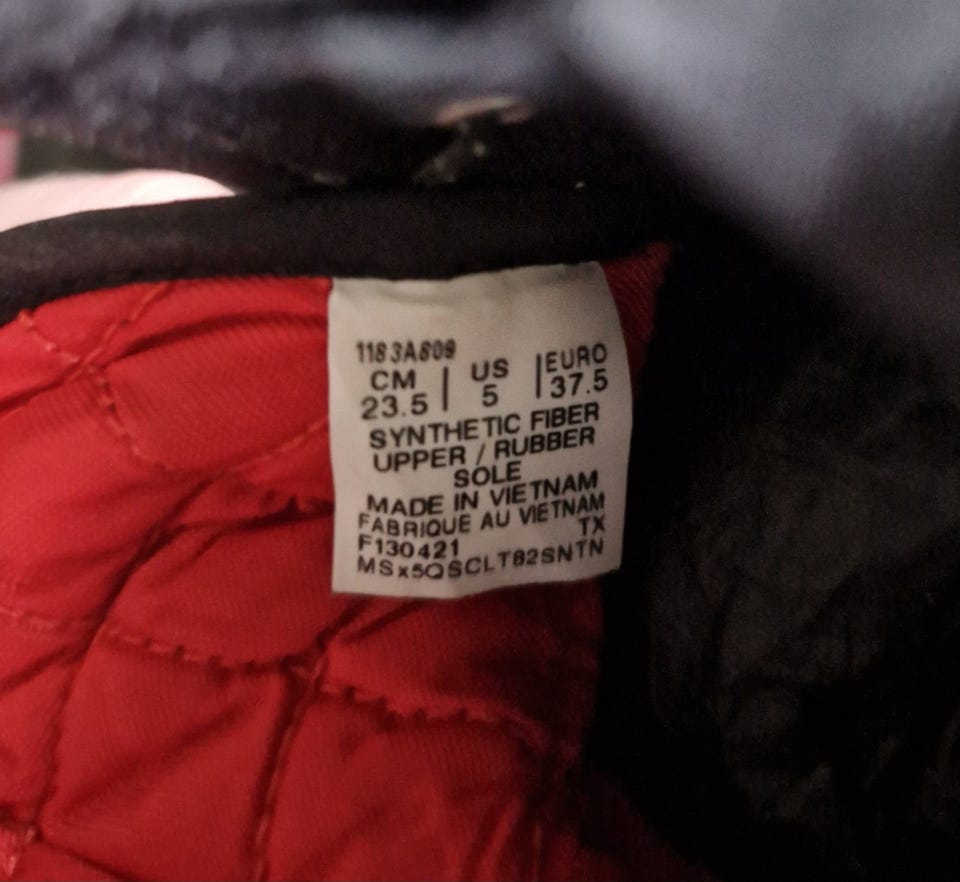 1183A809
CM | US | EURO
23.5 5 37.5
SYNTHETIC FIBER
UPPER / RUBBER
SOLE
MADE IN VIETNAM
FABRIQUE AU VIETNAM
TX
F130421
MSx5QSCLT82SNTN